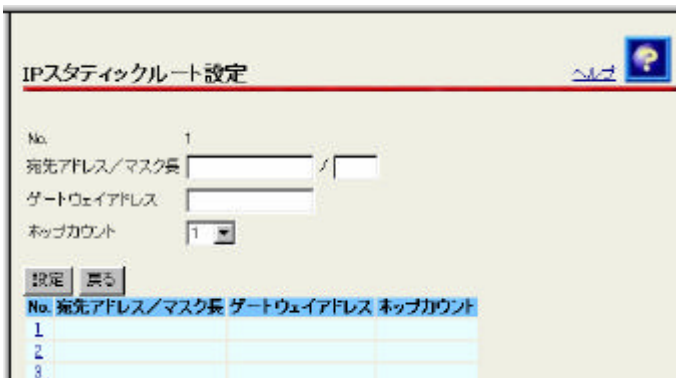 IPスタティックルート設定
ヘルプ
?
No. 1
宛先アドレス／マスク長 /
ゲートウェイアドレス
ホップカウント 1
設定 戻る
No. 宛先アドレス／マスク長 ゲートウェイアドレス ホップカウント
1
2
3